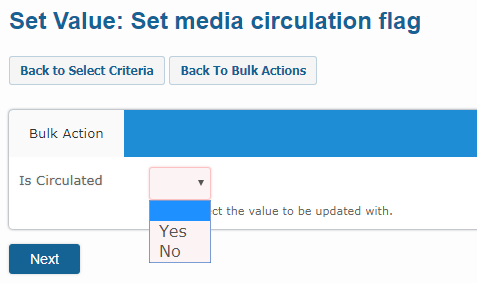 Set Value: Set media circulation flag
Back to Select Criteria Back To Bulk Actions
Bulk Action
Is Circulated
the value to be updated with.
Yes
No
Next